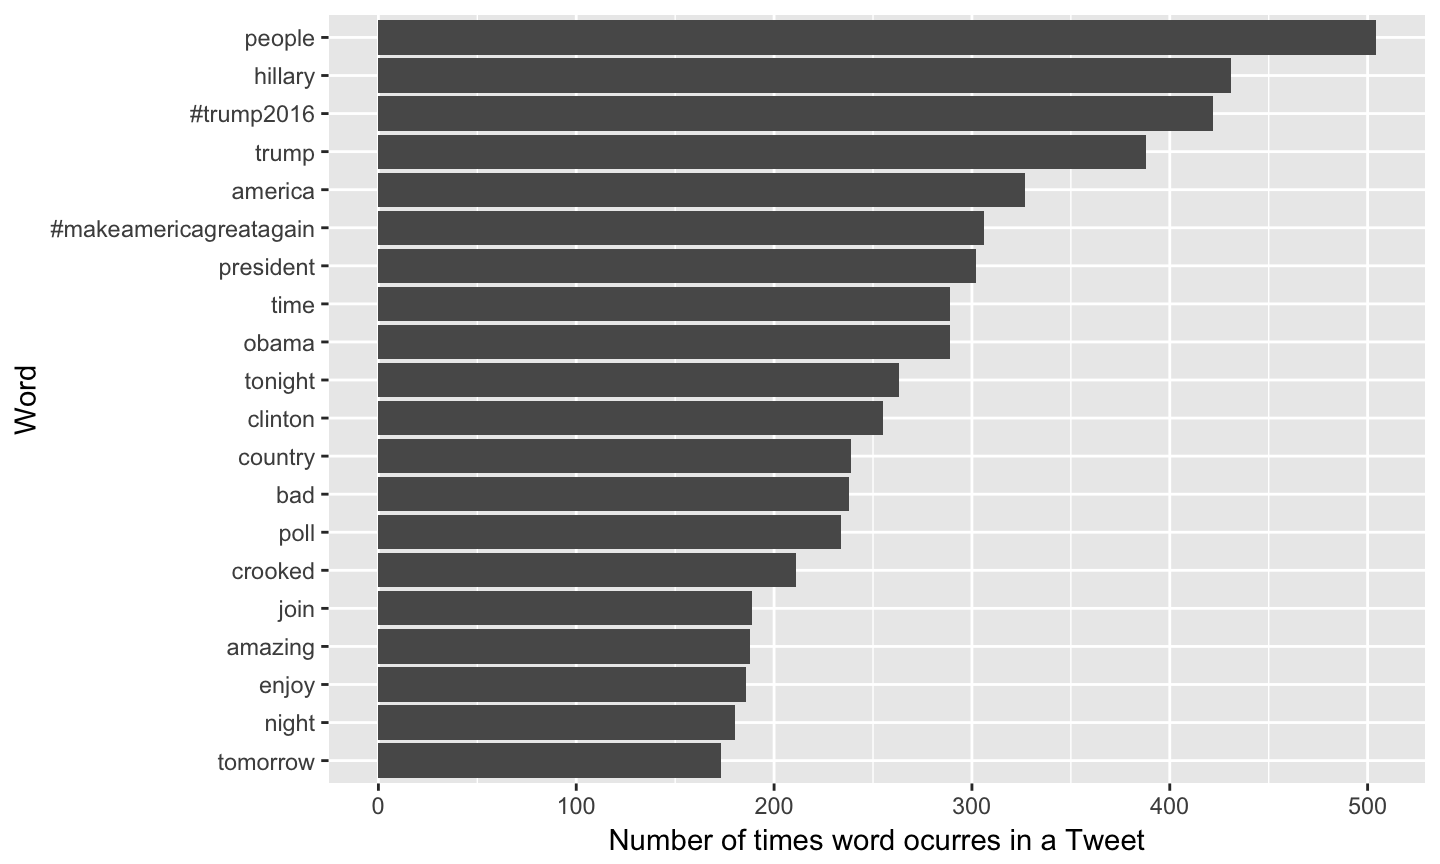 people
hillary
#trump2016
trump
america
#makeamericagreatagain
president
time
obama
tonight
clinton
country
bad
poll
crooked
join
amazing
enjoy
night
tomorrow
Word
0 100 200 300 400 500
Number of times word ocurres in a Tweet